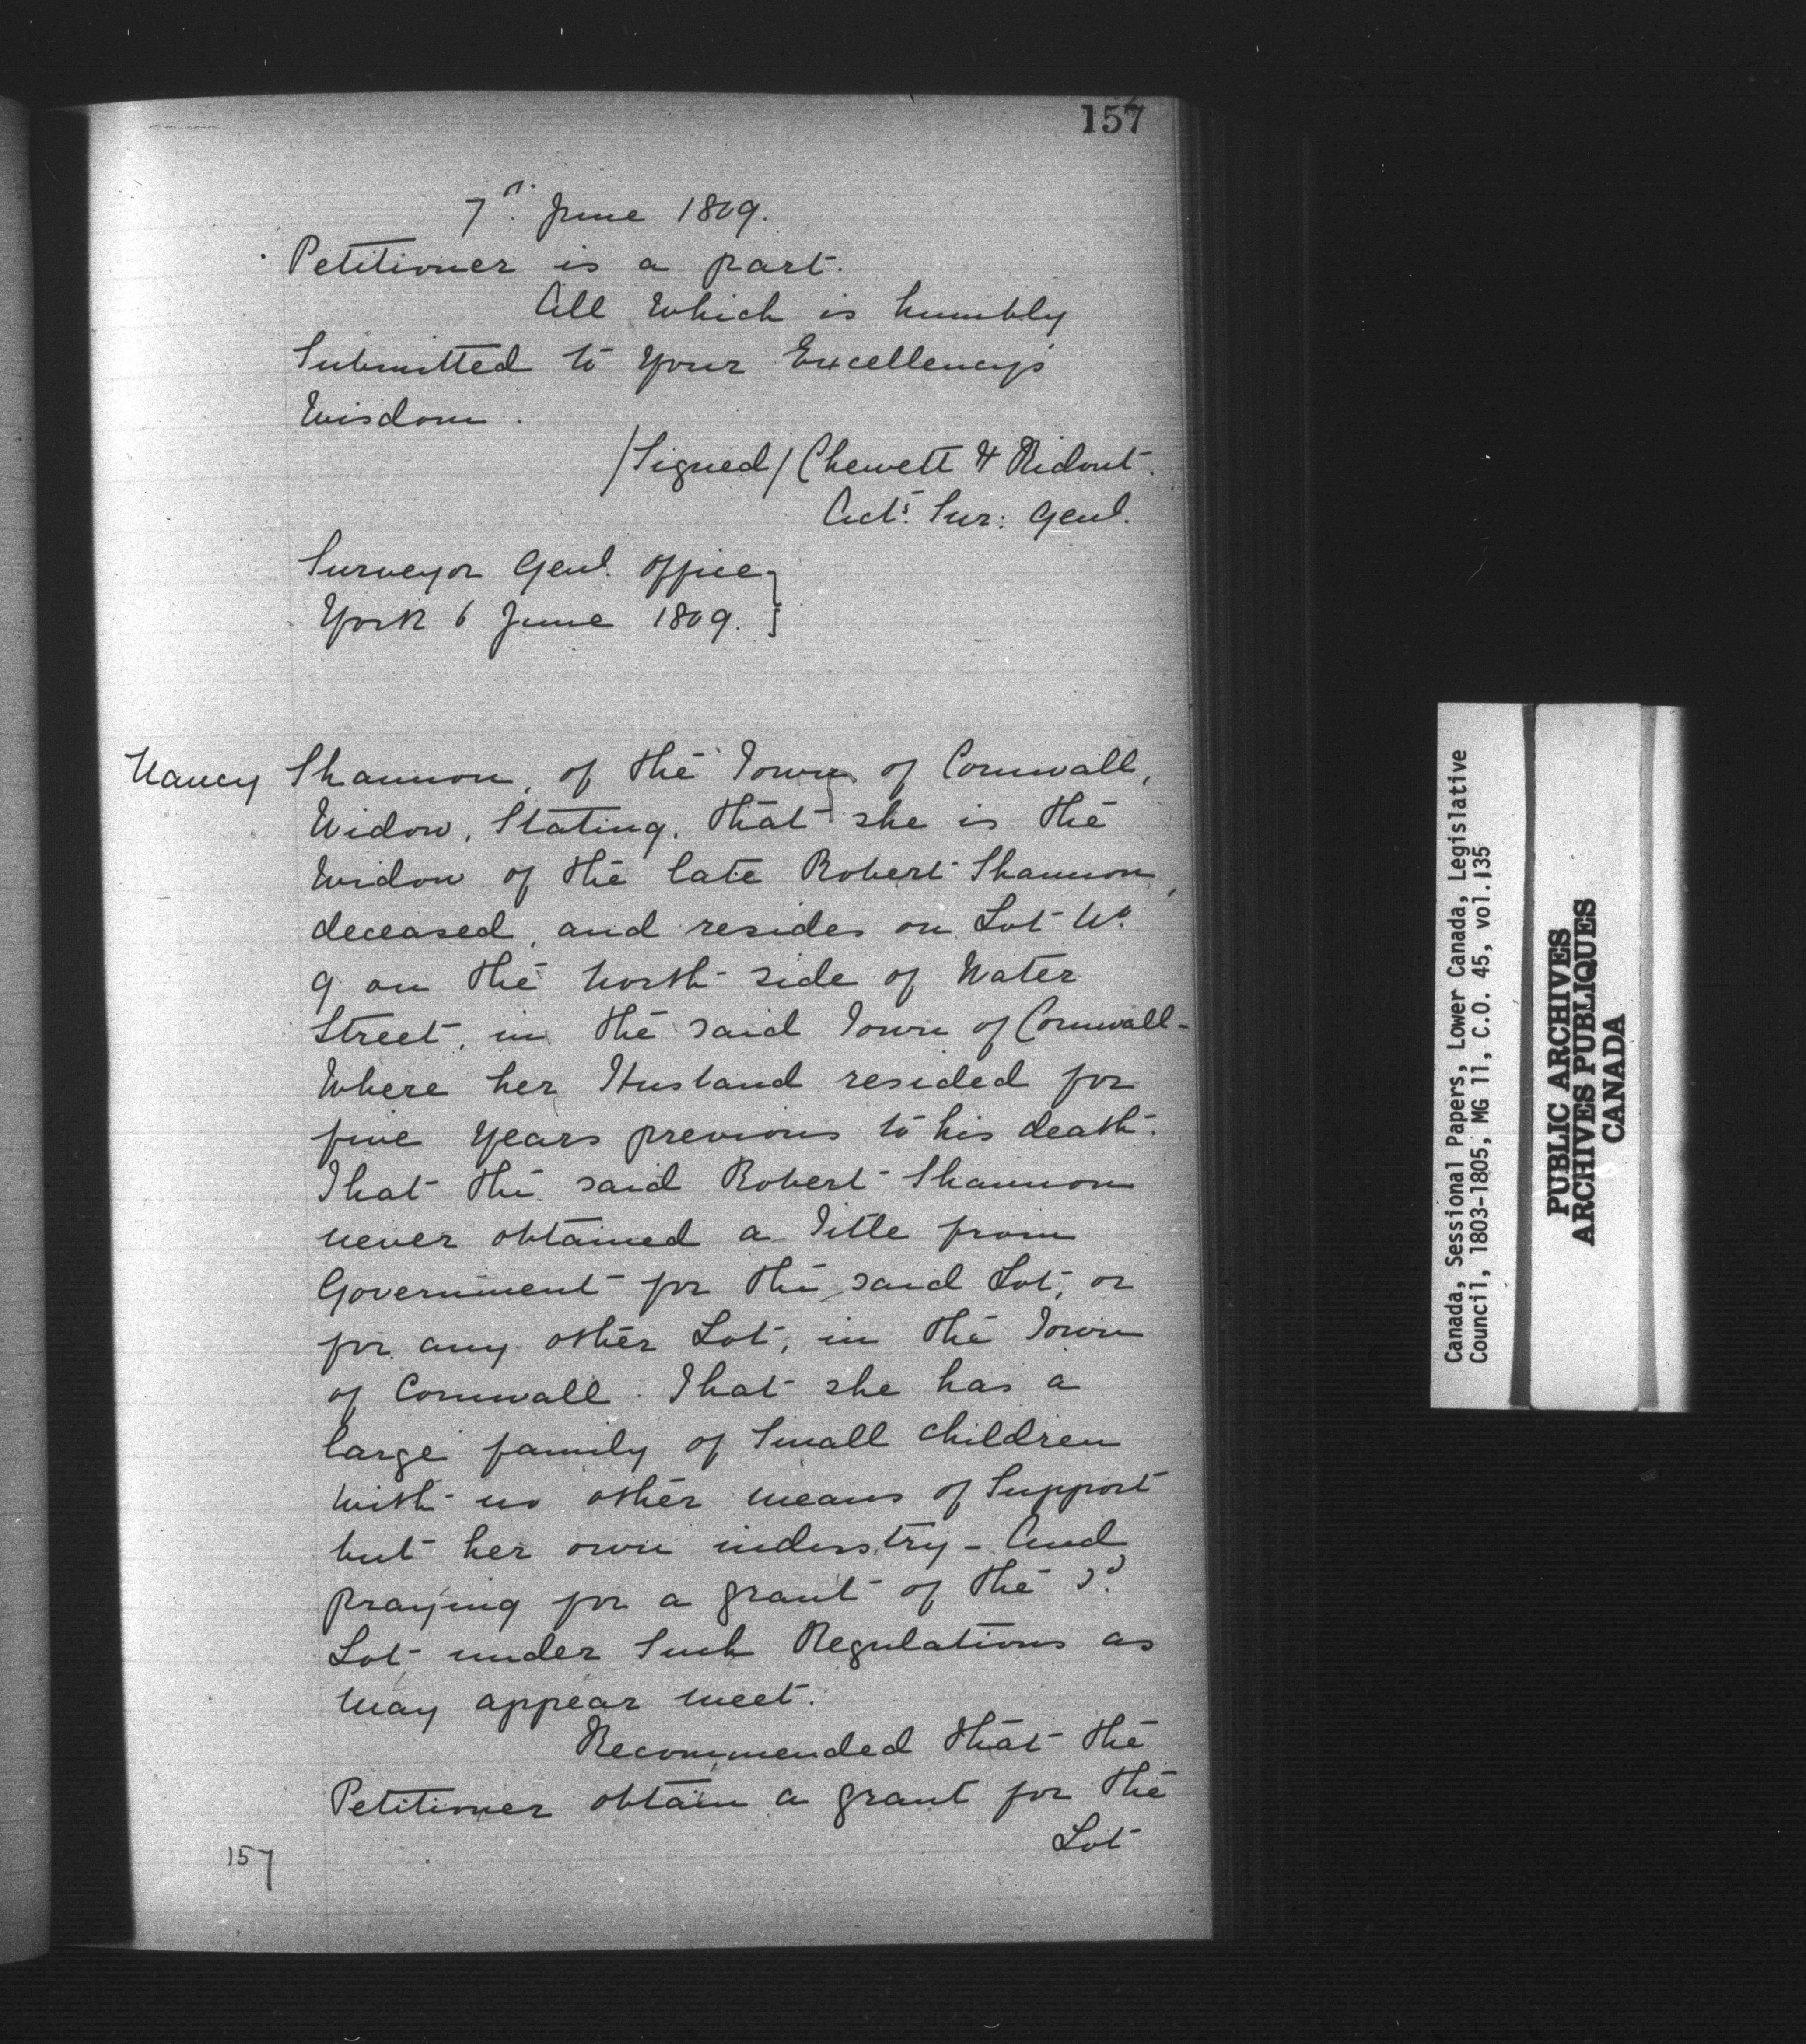 157
7th June 1809.
Petitioner is a part.
All Which is humbly
Submitted to Your Excellency's
Wisdom.
/Signed/ Chewett & Ridout.
Actg. Sur: Genl.
Surveyor Genl. Office
York 6 June 1809.
Nancy Shannon, of the Town of Cornwall,
Widow, Stating, that she is the
Widow of the late Robert Shannon,
deceased, and resides on Lot No.
9 on the North side of Water
Street, in the said Town of Cornwall-
Where her Husband resided for
five Years previous to his death.
That the said Robert Shannon
never obtained a Title from
Government for the said Lot, or
for any other Lot, in the Town
of Cornwall. That she has a
large family of Small children
with no other means of Support
but her own industry - And
praying for a grant of the sd.
Lot under Such Regulations as
May appear meet.
Recommended that the
Petitioner obtain a grant for the
Lot
157
Canada, Sessional Papers, Lower Canada, Legislative
Council, 1803-1805, MG 11, C.O. 45, vol.135
PUBLIC ARCHIVES
ARCHIVES PUBLIQUES
CANADA